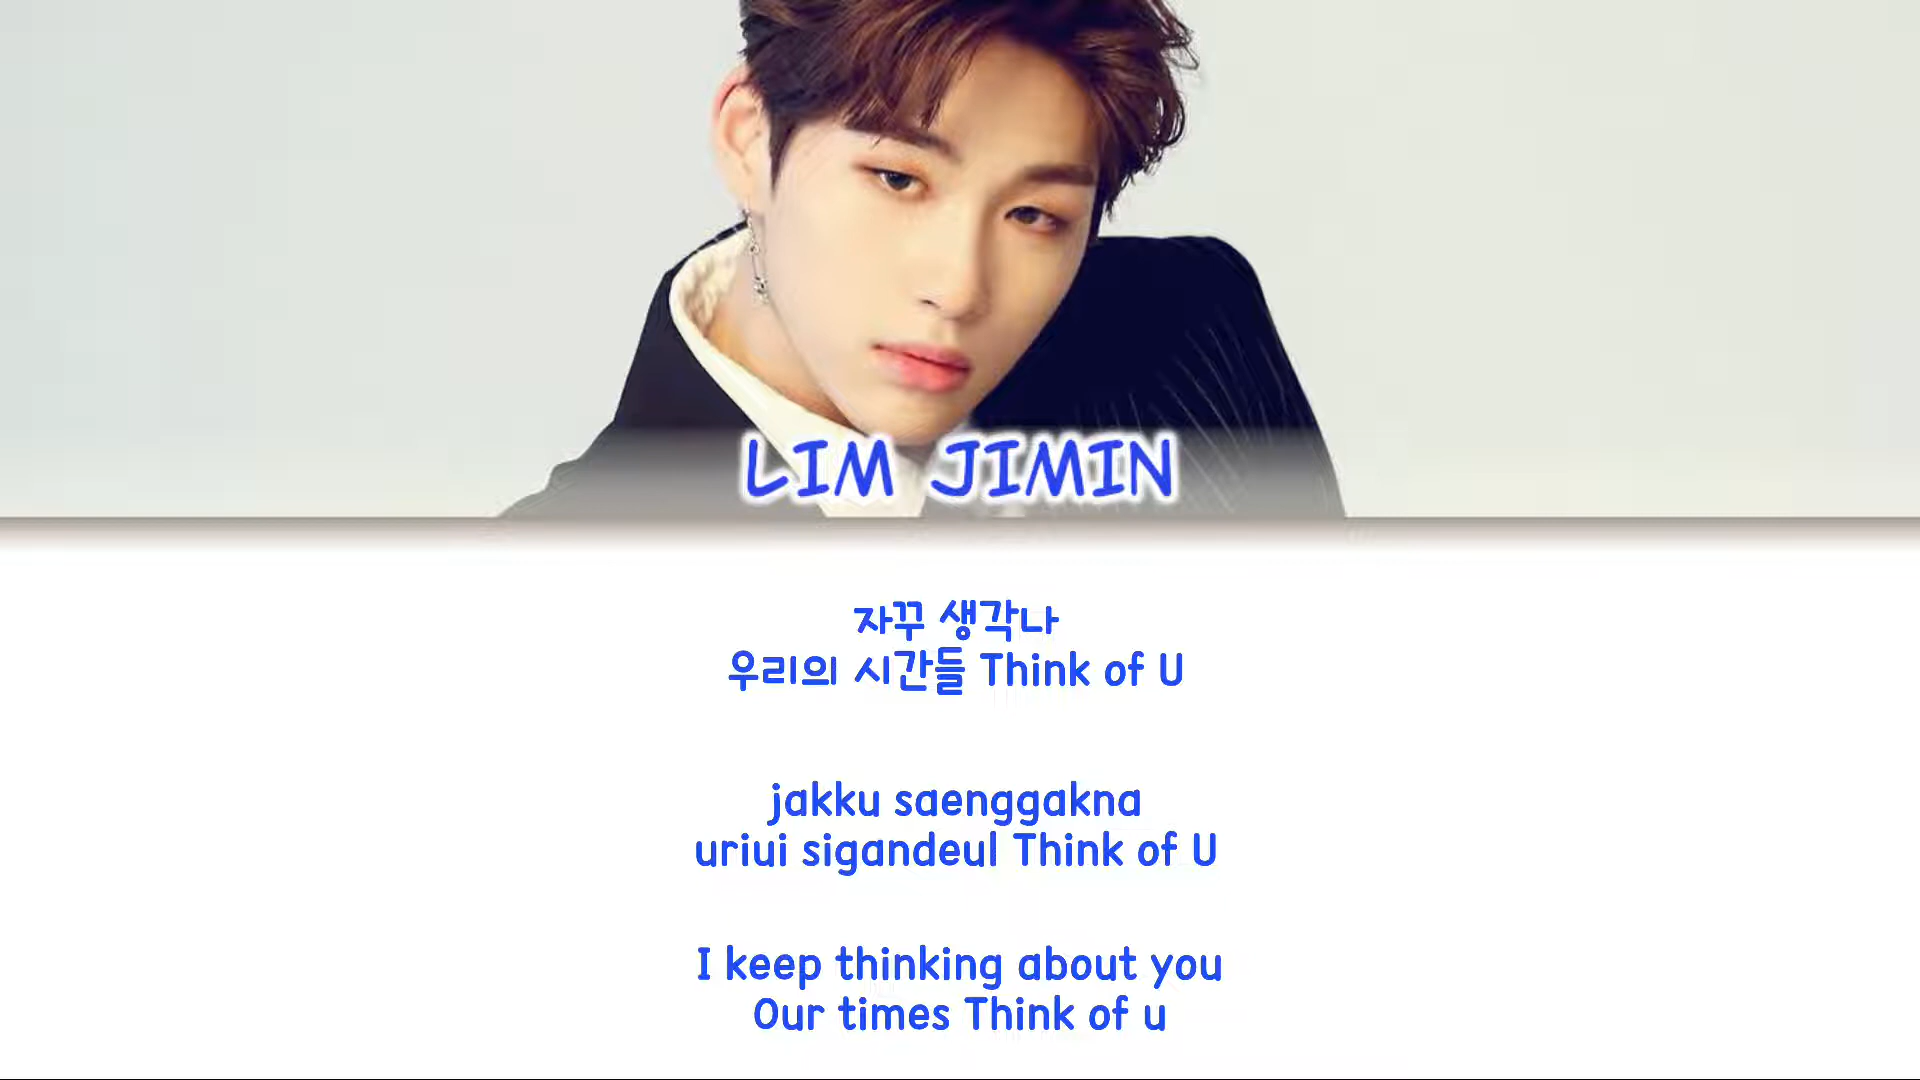 LIM JIMIN
자꾸 생각나
우리의 시간들 Think of U
jakku saenggakna
uriui sigandeul Think of U
I keep thinking about you
Our times Think of u